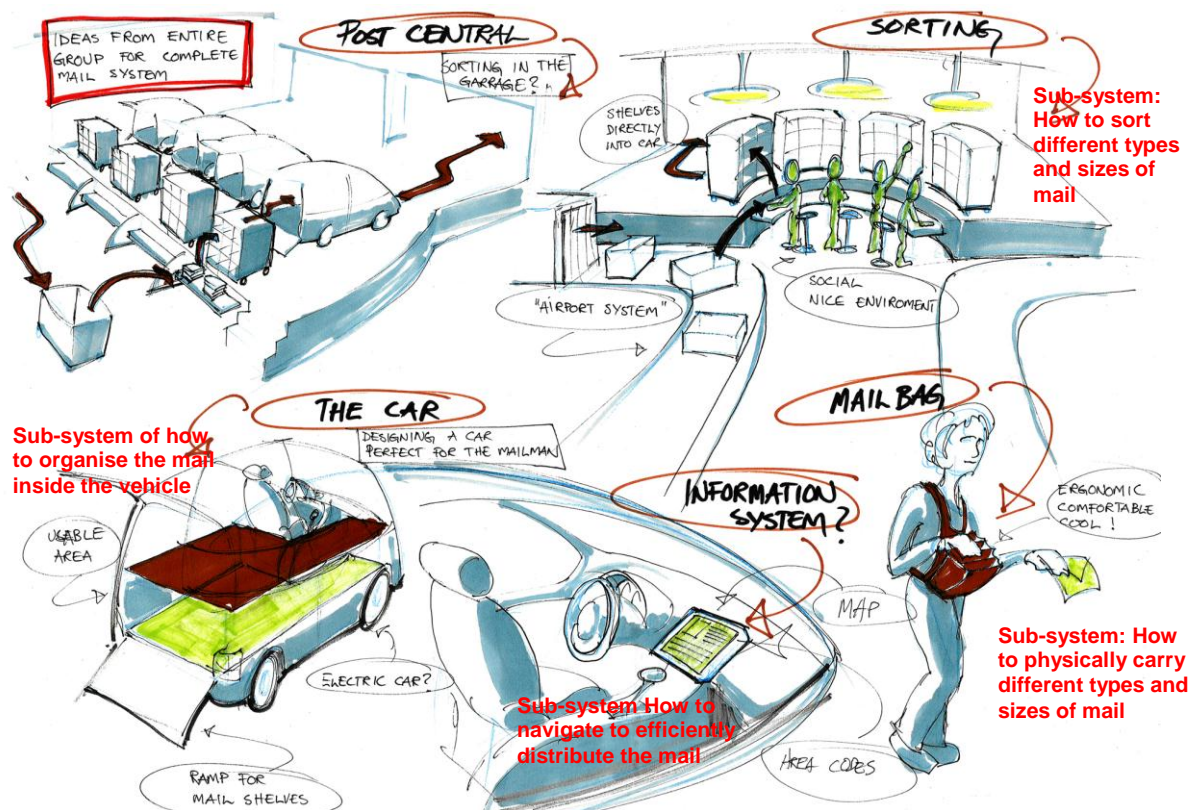 IDEAS FROM ENTIRE
GROUP FOR COMPLETE
MAIL SYSTEM
POST CENTRAL
SORTING IN THE
GARRAGE?
SORTING
SHELVES
DIRECTLY
INTO CAR
Sub-system:
How to sort
different types
and sizes of
mail
"AIRPORT SYSTEM"
SOCIAL
NICE ENVIROMENT
THE CAR
DESIGNING A CAR
PERFECT FOR THE MAILMAN
Sub-system of how
to organise the mail
inside the vehicle
USABLE
AREA
ELECTRIC CAR?
RAMP FOR
MAIL SHELVES
INFORMATION
SYSTEM?
MAP
Sub-system How to
navigate to efficiently
distribute the mail
AREA CODES
MAIL BAG
ERGONOMIC
COMFORTABLE
COOL!
Sub-system: How
to physically carry
different types and
sizes of mail